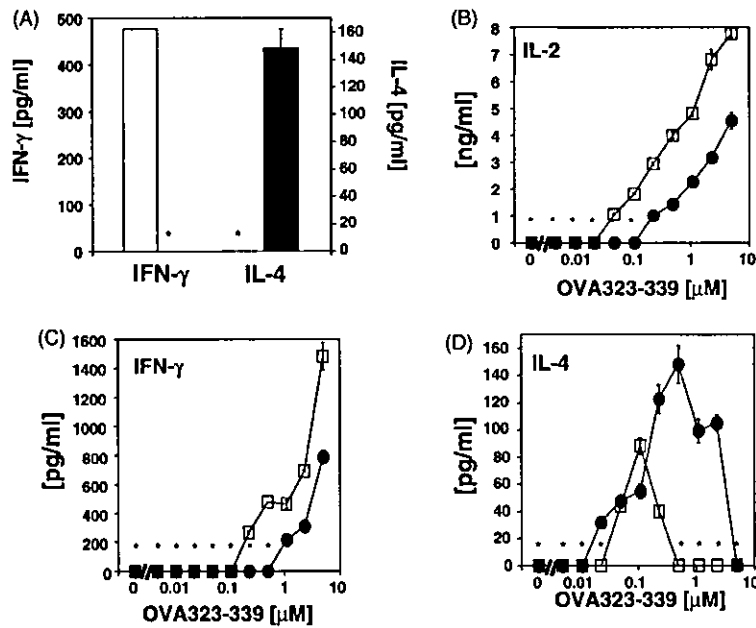 (A)
IFN-γ [pg/ml]
500
400
300
200
100
0
160
140
120
100
80
60
40
20
0
IL-4 [pg/ml]
*
*
IFN-γ
IL-4
(B)
IL-2
[ng/ml]
8
7
6
5
4
3
2
1
0
0 0.01 0.1 1 10
OVA323-339 [μM]
(C)
IFN-γ
[pg/ml]
1600
1400
1200
1000
800
600
400
200
0
0 0.01 0.1 1 10
OVA323-339 [μM]
(D)
IL-4
[pg/ml]
160
140
120
100
80
60
40
20
0
0 0.01 0.1 1 10
OVA323-339 [μM]